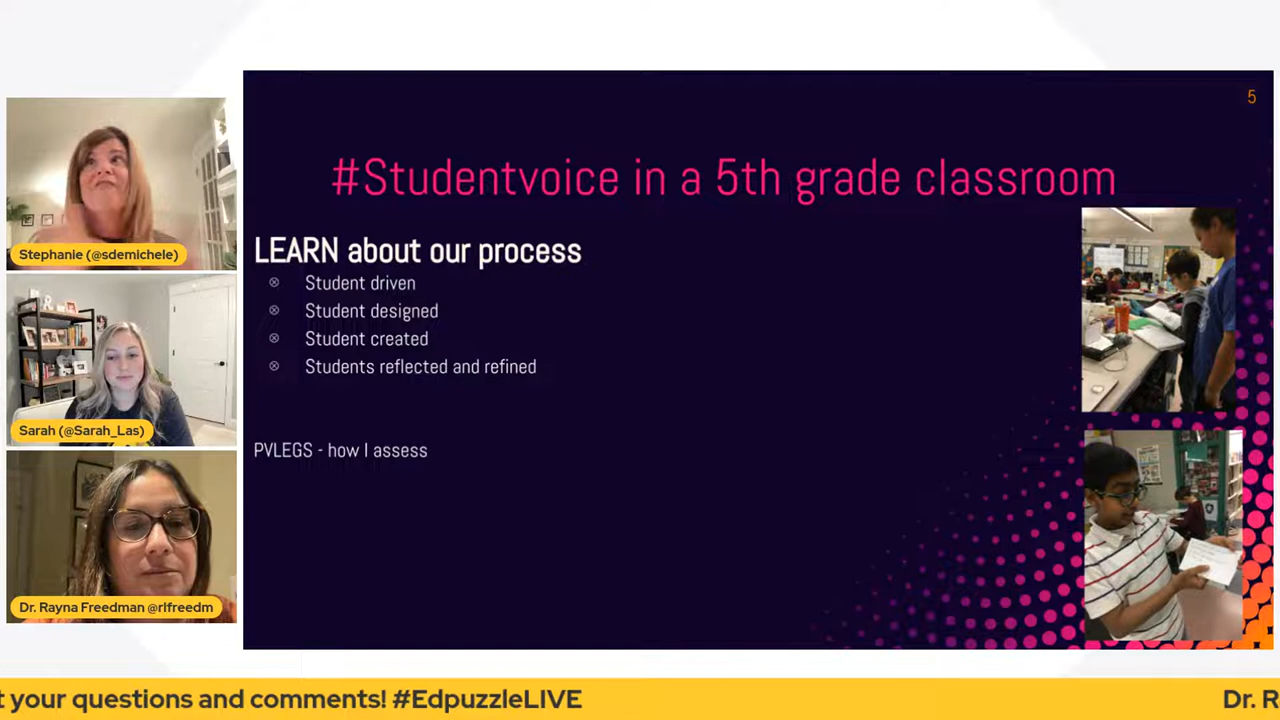 5
#Studentvoice in a 5th grade classroom
LEARN about our process
Student driven
Student designed
Student created
Students reflected and refined
PVLEGS - how I assess
Stephanie (@sdemichele)
Sarah (@Sarah_Las)
Dr. Rayna Freedman @rlfreedm
t your questions and comments! #EdpuzzleLIVE
Dr. R